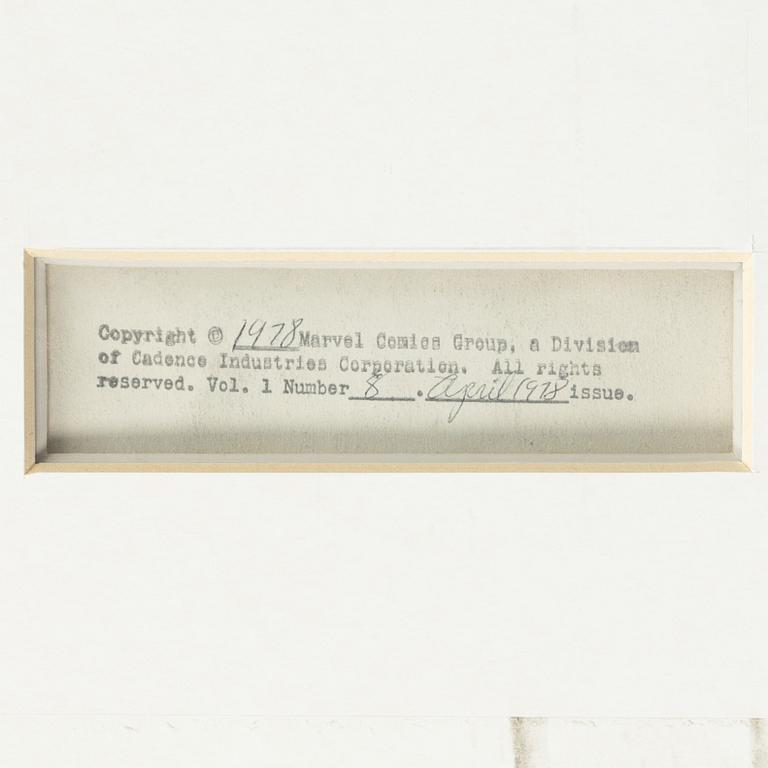 Copyright © 1978 Marvel Comics Group, a Division
of Cadence Industries Corporation. All rights
reserved. Vol. 1 Number 8 . April 1978 issue.